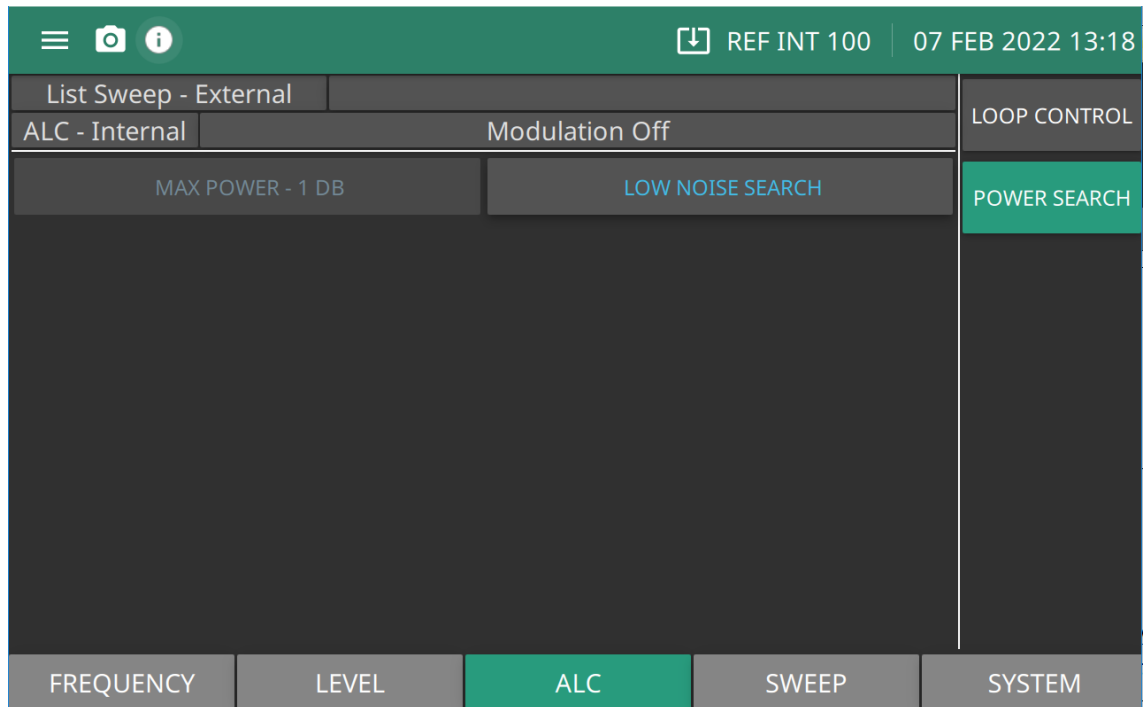 REF INT 100 07 FEB 2022 13:18
List Sweep - External
ALC - Internal Modulation Off
LOOP CONTROL
MAX POWER - 1 DB LOW NOISE SEARCH
POWER SEARCH
FREQUENCY LEVEL ALC SWEEP SYSTEM